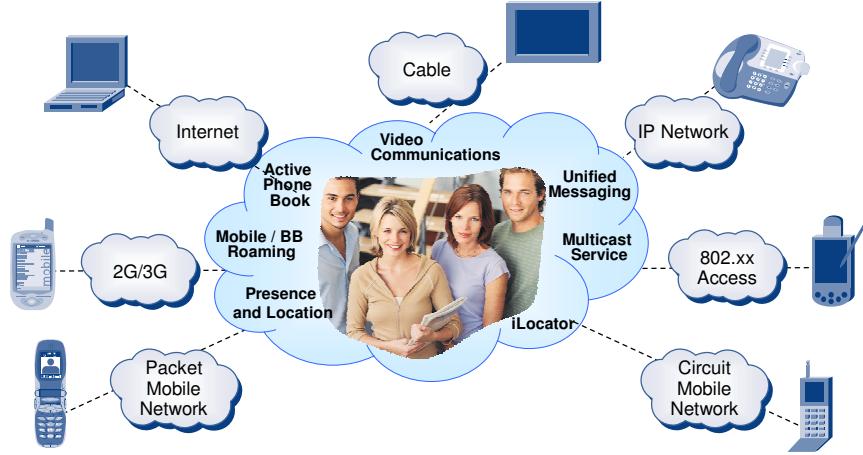 Cable
Internet
IP Network
Video
Communications
Active
Phone
Book
Unified
Messaging
Mobile / BB
Roaming
Multicast
Service
2G/3G
802.xx
Access
mobile
Presence
and Location
iLocator
Packet
Mobile
Network
Circuit
Mobile
Network